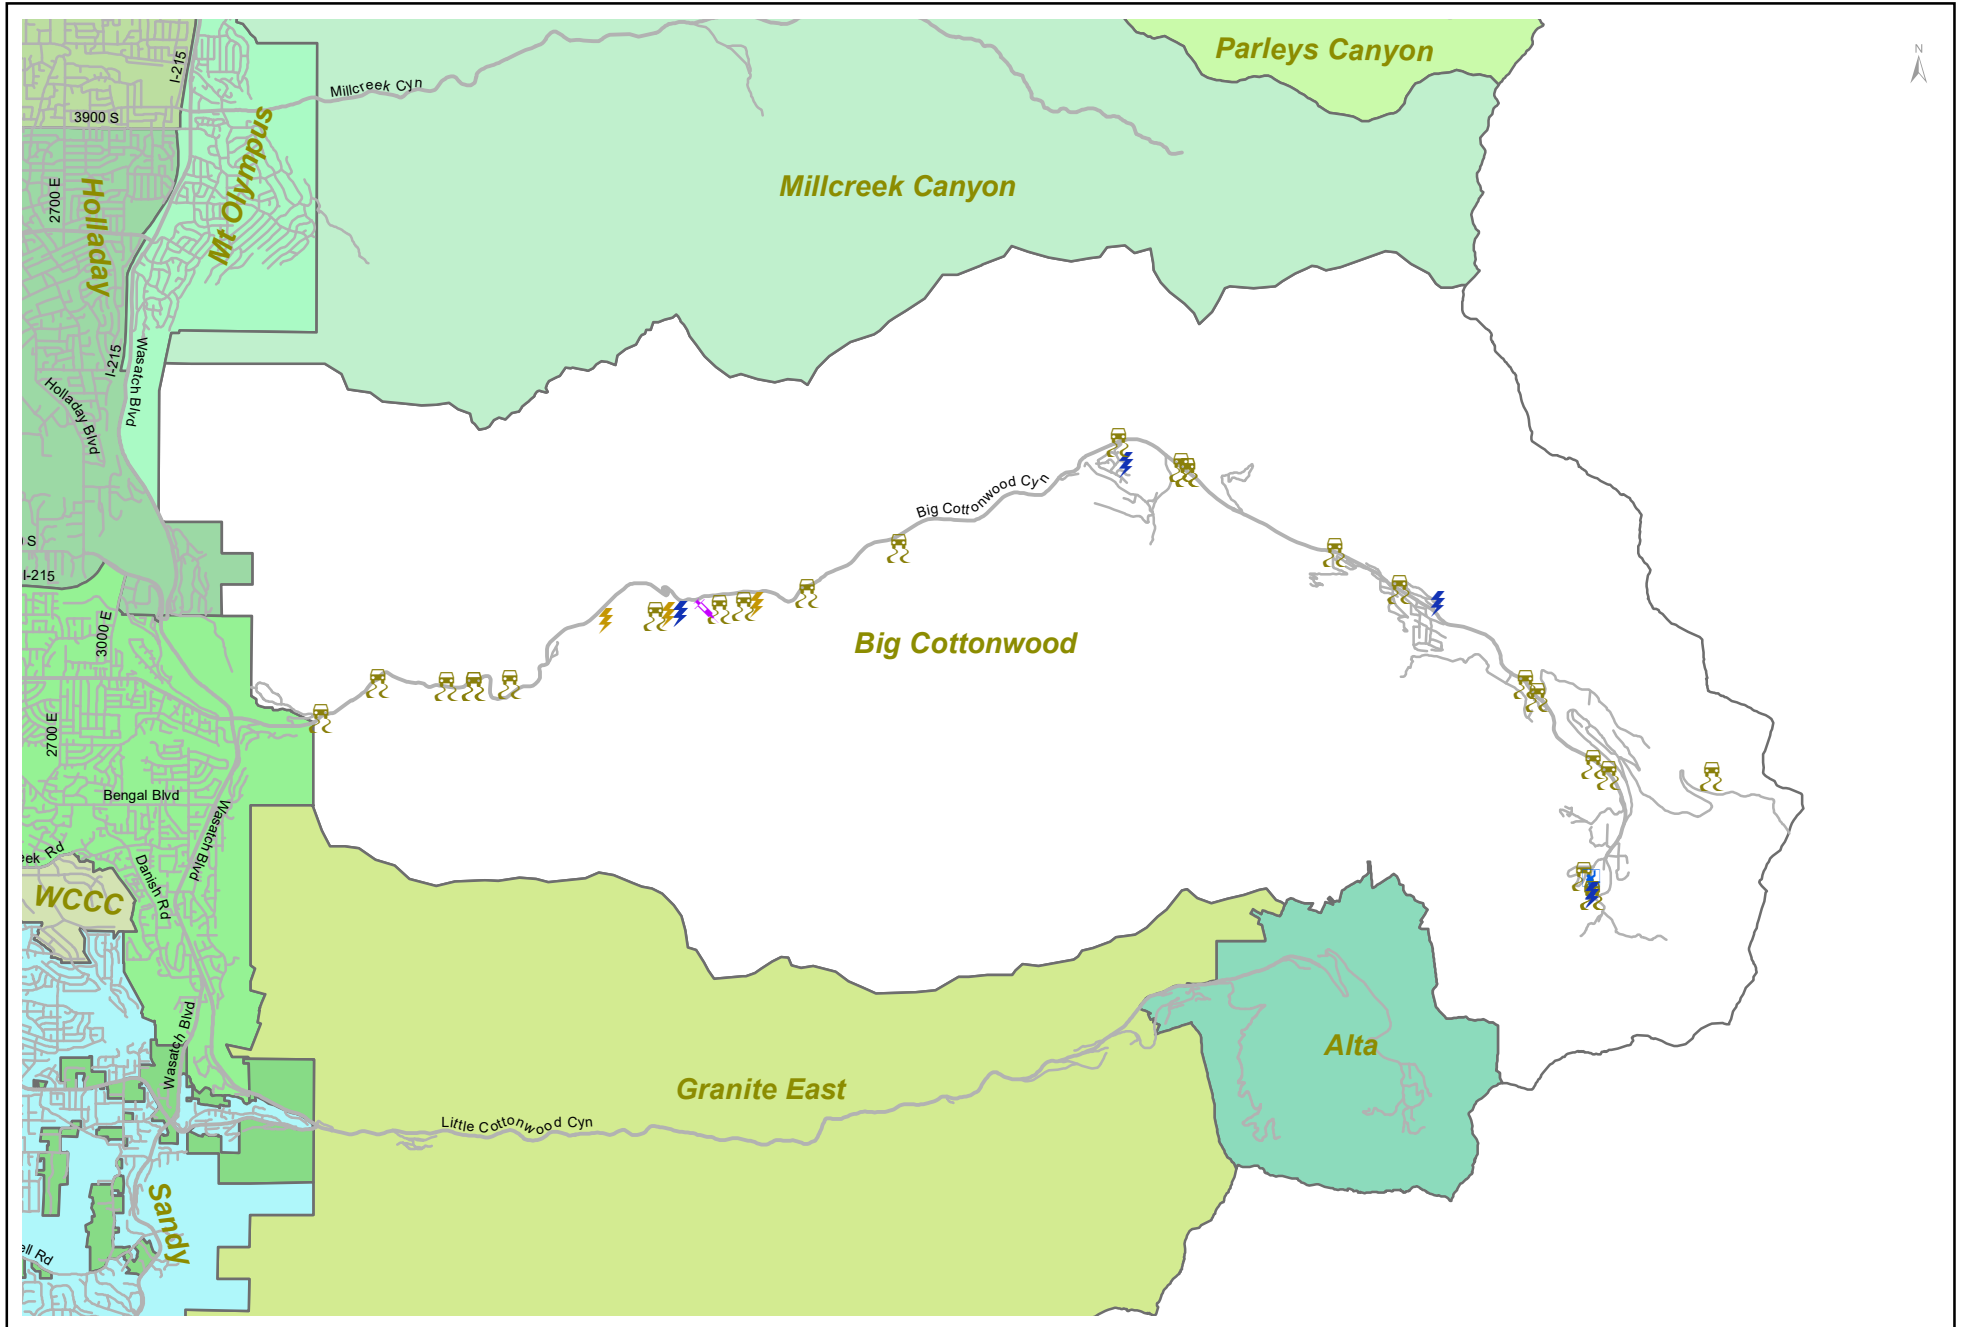 Parleys Canyon
N
I-215
Millcreek Cyn
3900 S
Mt Olympus
Millcreek Canyon
2700 E
Holladay
I-215
Wasatch Blvd
Holladay Blvd
Big Cottonwood Cyn
S
I-215
3000 E
Big Cottonwood
2700 E
Bengal Blvd
Wasatch Blvd
eek Rd
Danish Rd
WCCC
Wasatch Blvd
Alta
Granite East
Little Cottonwood Cyn
Sandy
ell Rd